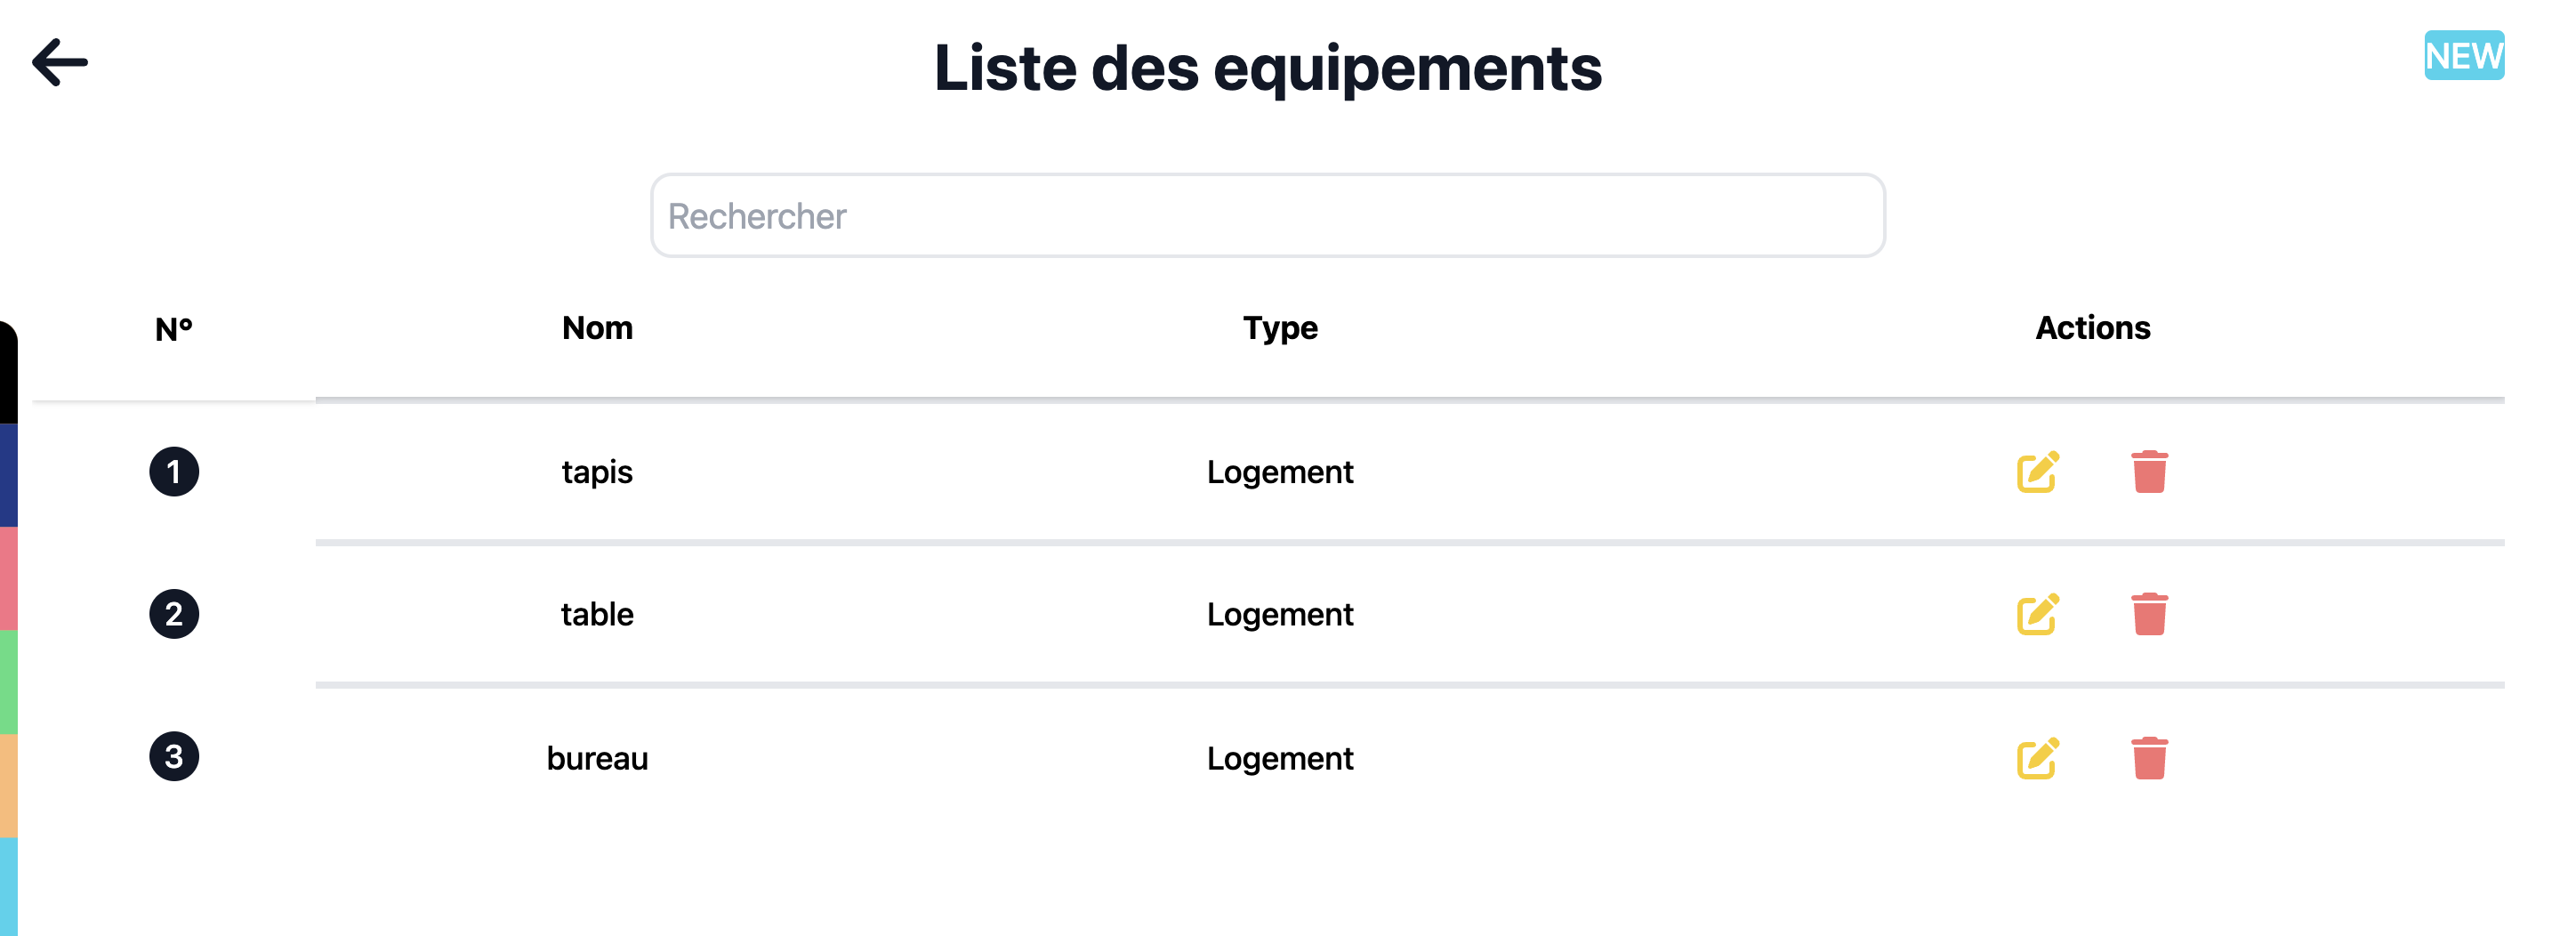 Liste des equipements
NEW
Rechercher
N° Nom Type Actions
1 tapis Logement
2 table Logement
3 bureau Logement